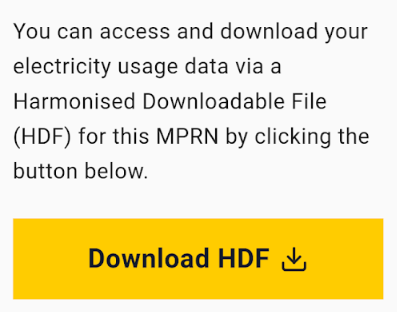 You can access and download your
electricity usage data via a
Harmonised Downloadable File
(HDF) for this MPRN by clicking the
button below.
Download HDF